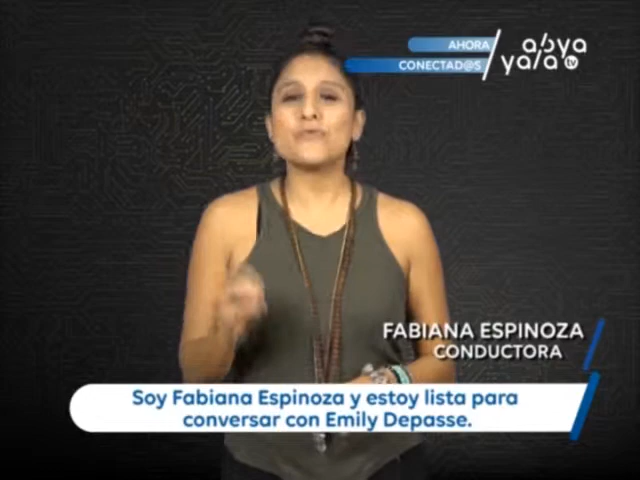 AHORA
CONECTAD@S
abya
yala tv
FABIANA ESPINOZA
CONDUCTORA
Soy Fabiana Espinoza y estoy lista para
conversar con Emily Depasse.